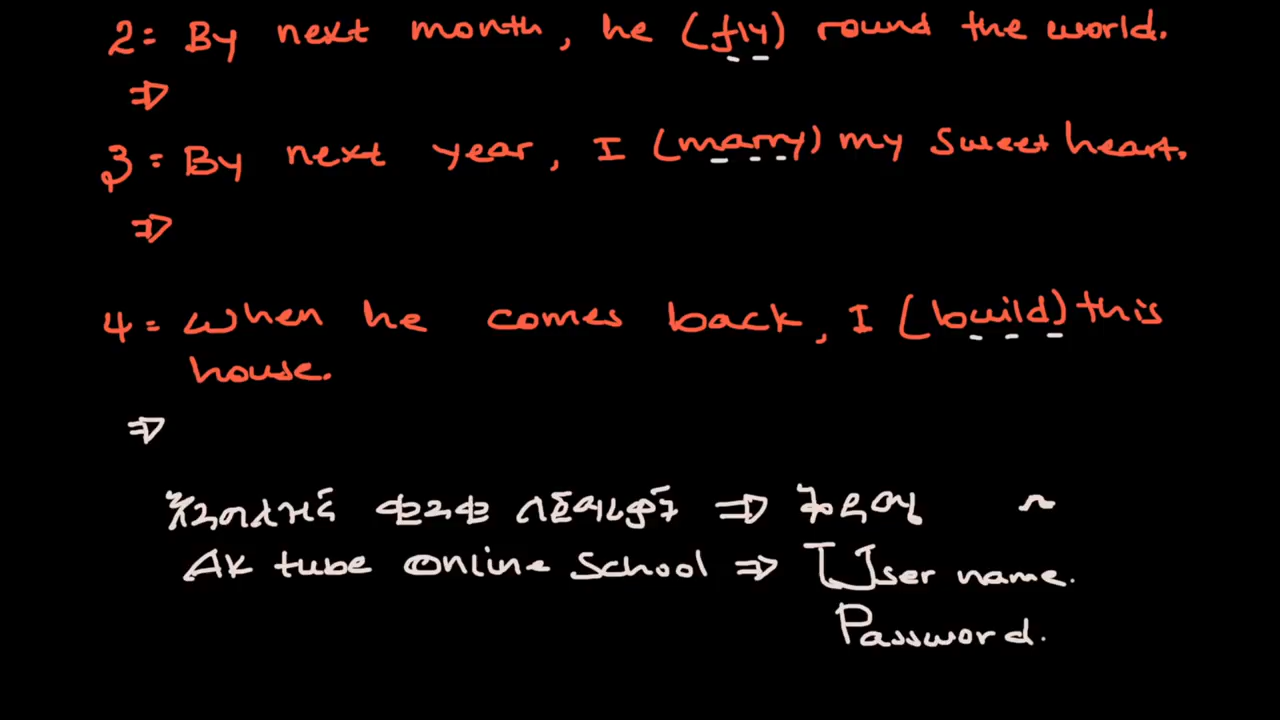 2= By next month, he (fly) round the world.
⇒
3= By next year, I (marry) my sweet heart.
⇒
4= when he comes back, I (build) this
house.
⇒
⇒
AK tube online school ⇒ User name.
Password.